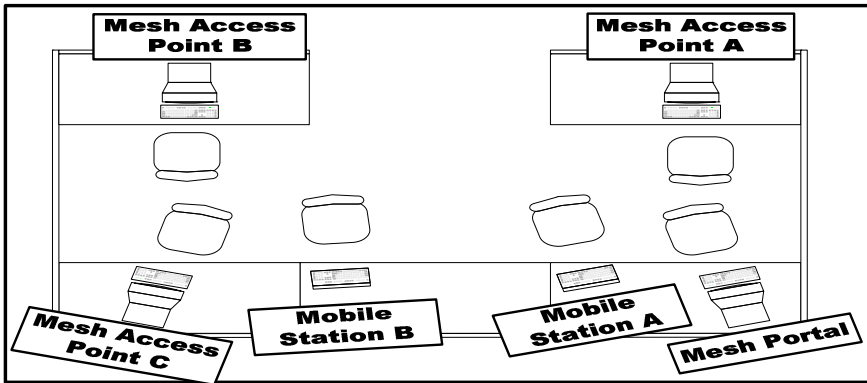 Mesh Access
Point B
Mesh Access
Point A
Mesh Access
Point C
Mobile
Station B
Mobile
Station A
Mesh Portal